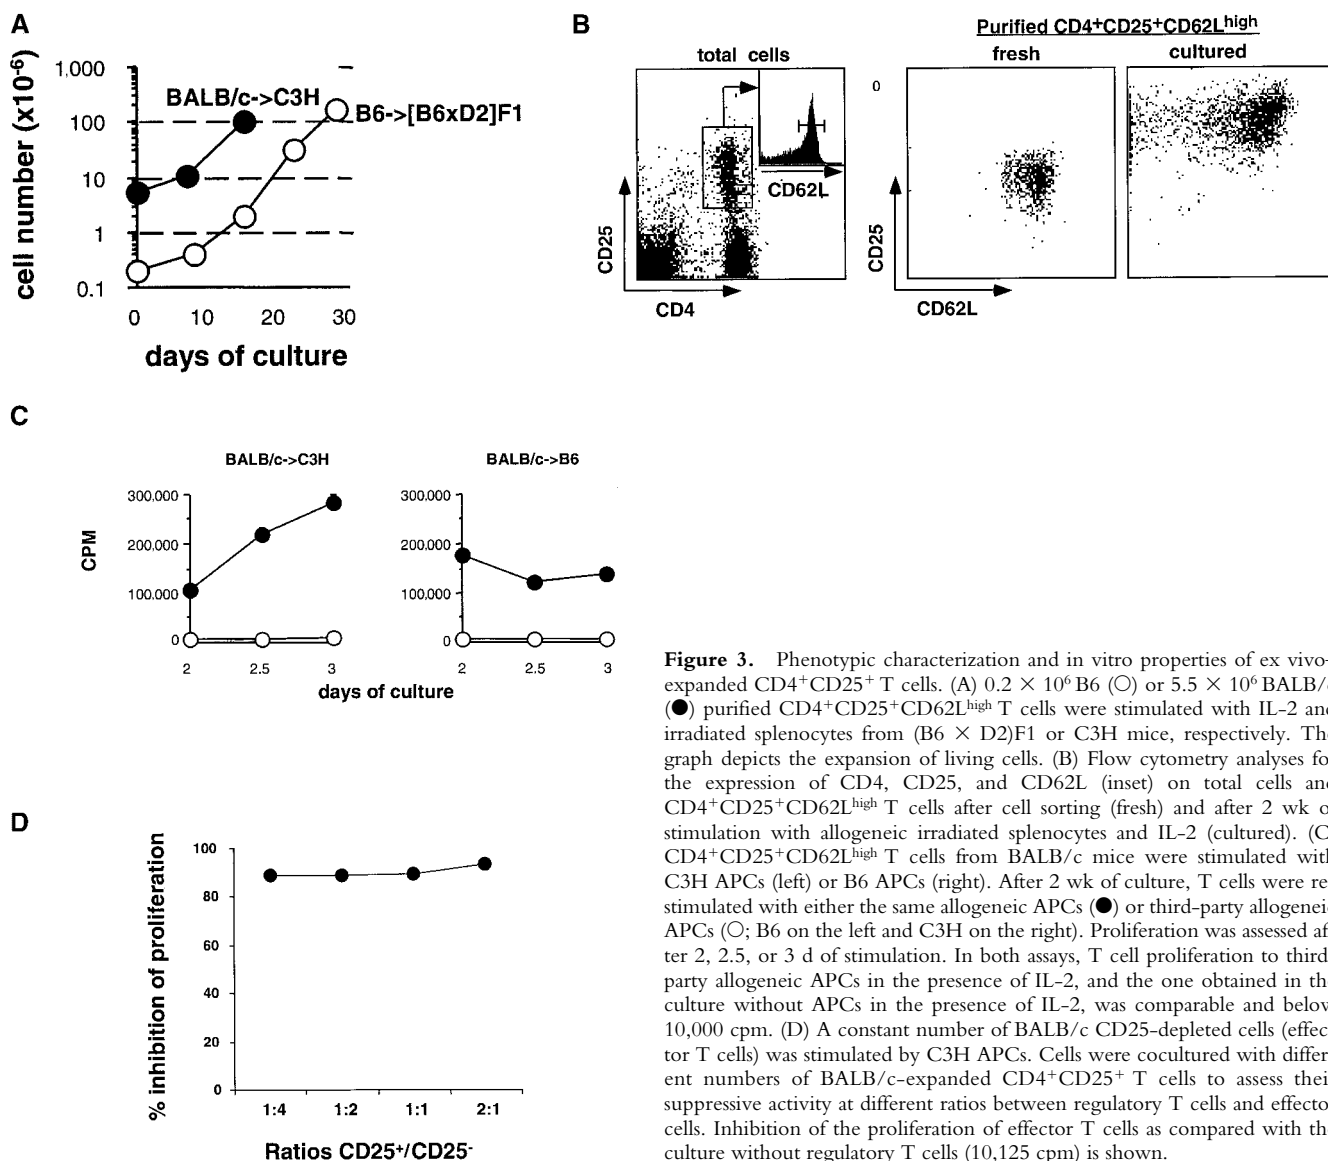 A
cell number (x10-6)
1.000
100
10
1
0.1
BALB/c->C3H
B6->[B6xD2]F1
0 10 20 30
days of culture
B
Purified CD4+CD25+CD62Lhigh
total cells
fresh
cultured
CD62L
CD25
CD4
0
CD25
CD62L
C
BALB/c->C3H
BALB/c->B6
CPM
300.000
200.000
100.000
0
2 2.5 3
300.000
200.000
100.000
0
2 2.5 3
days of culture
D
% inhibition of proliferation
100
80
60
40
20
0
1:4 1:2 1:1 2:1
Ratios CD25+/CD25-
Figure 3. Phenotypic characterization and in vitro properties of ex vivo-
expanded CD4+CD25+ T cells. (A) 0.2 × 10⁶ B6 (○) or 5.5 × 10⁶ BALB/c
(●) purified CD4+CD25+CD62Lhigh T cells were stimulated with IL-2 and
irradiated splenocytes from (B6 × D2)F1 or C3H mice, respectively. The
graph depicts the expansion of living cells. (B) Flow cytometry analyses fo
the expression of CD4, CD25, and CD62L (inset) on total cells and
CD4+CD25+CD62Lhigh T cells after cell sorting (fresh) and after 2 wk o
stimulation with allogeneic irradiated splenocytes and IL-2 (cultured). (C
CD4+CD25+CD62Lhigh T cells from BALB/c mice were stimulated with
C3H APCs (left) or B6 APCs (right). After 2 wk of culture, T cells were re
stimulated with either the same allogeneic APCs (●) or third-party allogeneic
APCs (○; B6 on the left and C3H on the right). Proliferation was assessed af
ter 2, 2.5, or 3 d of stimulation. In both assays, T cell proliferation to third
party allogeneic APCs in the presence of IL-2, and the one obtained in the
culture without APCs in the presence of IL-2, was comparable and below
10,000 cpm. (D) A constant number of BALB/c CD25-depleted cells (effec
tor T cells) was stimulated by C3H APCs. Cells were cocultured with differ
ent numbers of BALB/c-expanded CD4+CD25+ T cells to assess thei
suppressive activity at different ratios between regulatory T cells and effecto
cells. Inhibition of the proliferation of effector T cells as compared with the
culture without regulatory T cells (10,125 cpm) is shown.